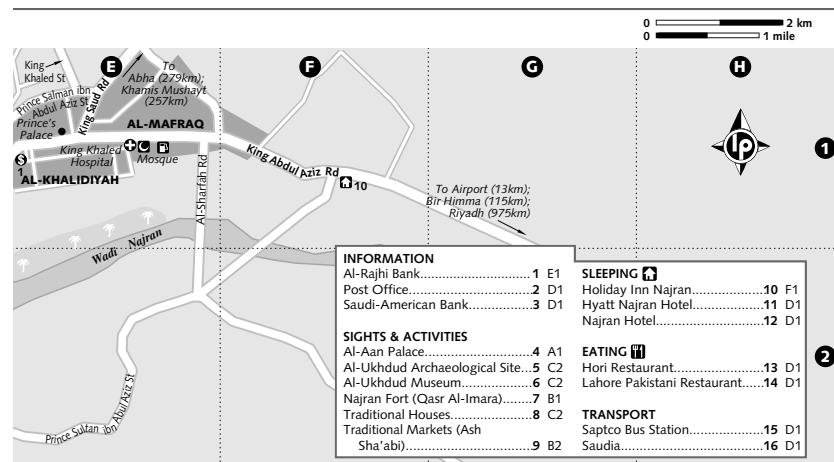 0 2 km
0 1 mile
E
F
G
H
1
2
King
Khaled St
Prince Salman ibn
Abdul Aziz St
King Saud Rd
To
Abha (279km);
Khamis Mushayt
(257km)
Prince's
Palace
AL-MAFRAQ
King Khaled
Hospital
Mosque
$
1
AL-KHALIDIYAH
Al-Sharfah Rd
King Abdul Aziz Rd
10
To Airport (13km);
Bir Himma (115km);
Riyadh (975km)
lp
Wadi Najran
Prince Sultan ibn Abul Aziz St
INFORMATION
Al-Rajhi Bank............................1 E1
Post Office................................2 D1
Saudi-American Bank................3 D1
SIGHTS & ACTIVITIES
Al-Aan Palace............................4 A1
Al-Ukhdud Archaeological Site...5 C2
Al-Ukhdud Museum...................6 C2
Najran Fort (Qasr Al-Imara)........7 B1
Traditional Houses.....................8 C2
Traditional Markets (Ash
Sha'abi)................................9 B2
SLEEPING
Holiday Inn Najran..................10 F1
Hyatt Najran Hotel..................11 D1
Najran Hotel...........................12 D1
EATING
Hori Restaurant.......................13 D1
Lahore Pakistani Restaurant.....14 D1
TRANSPORT
Saptco Bus Station..................15 D1
Saudia....................................16 D1